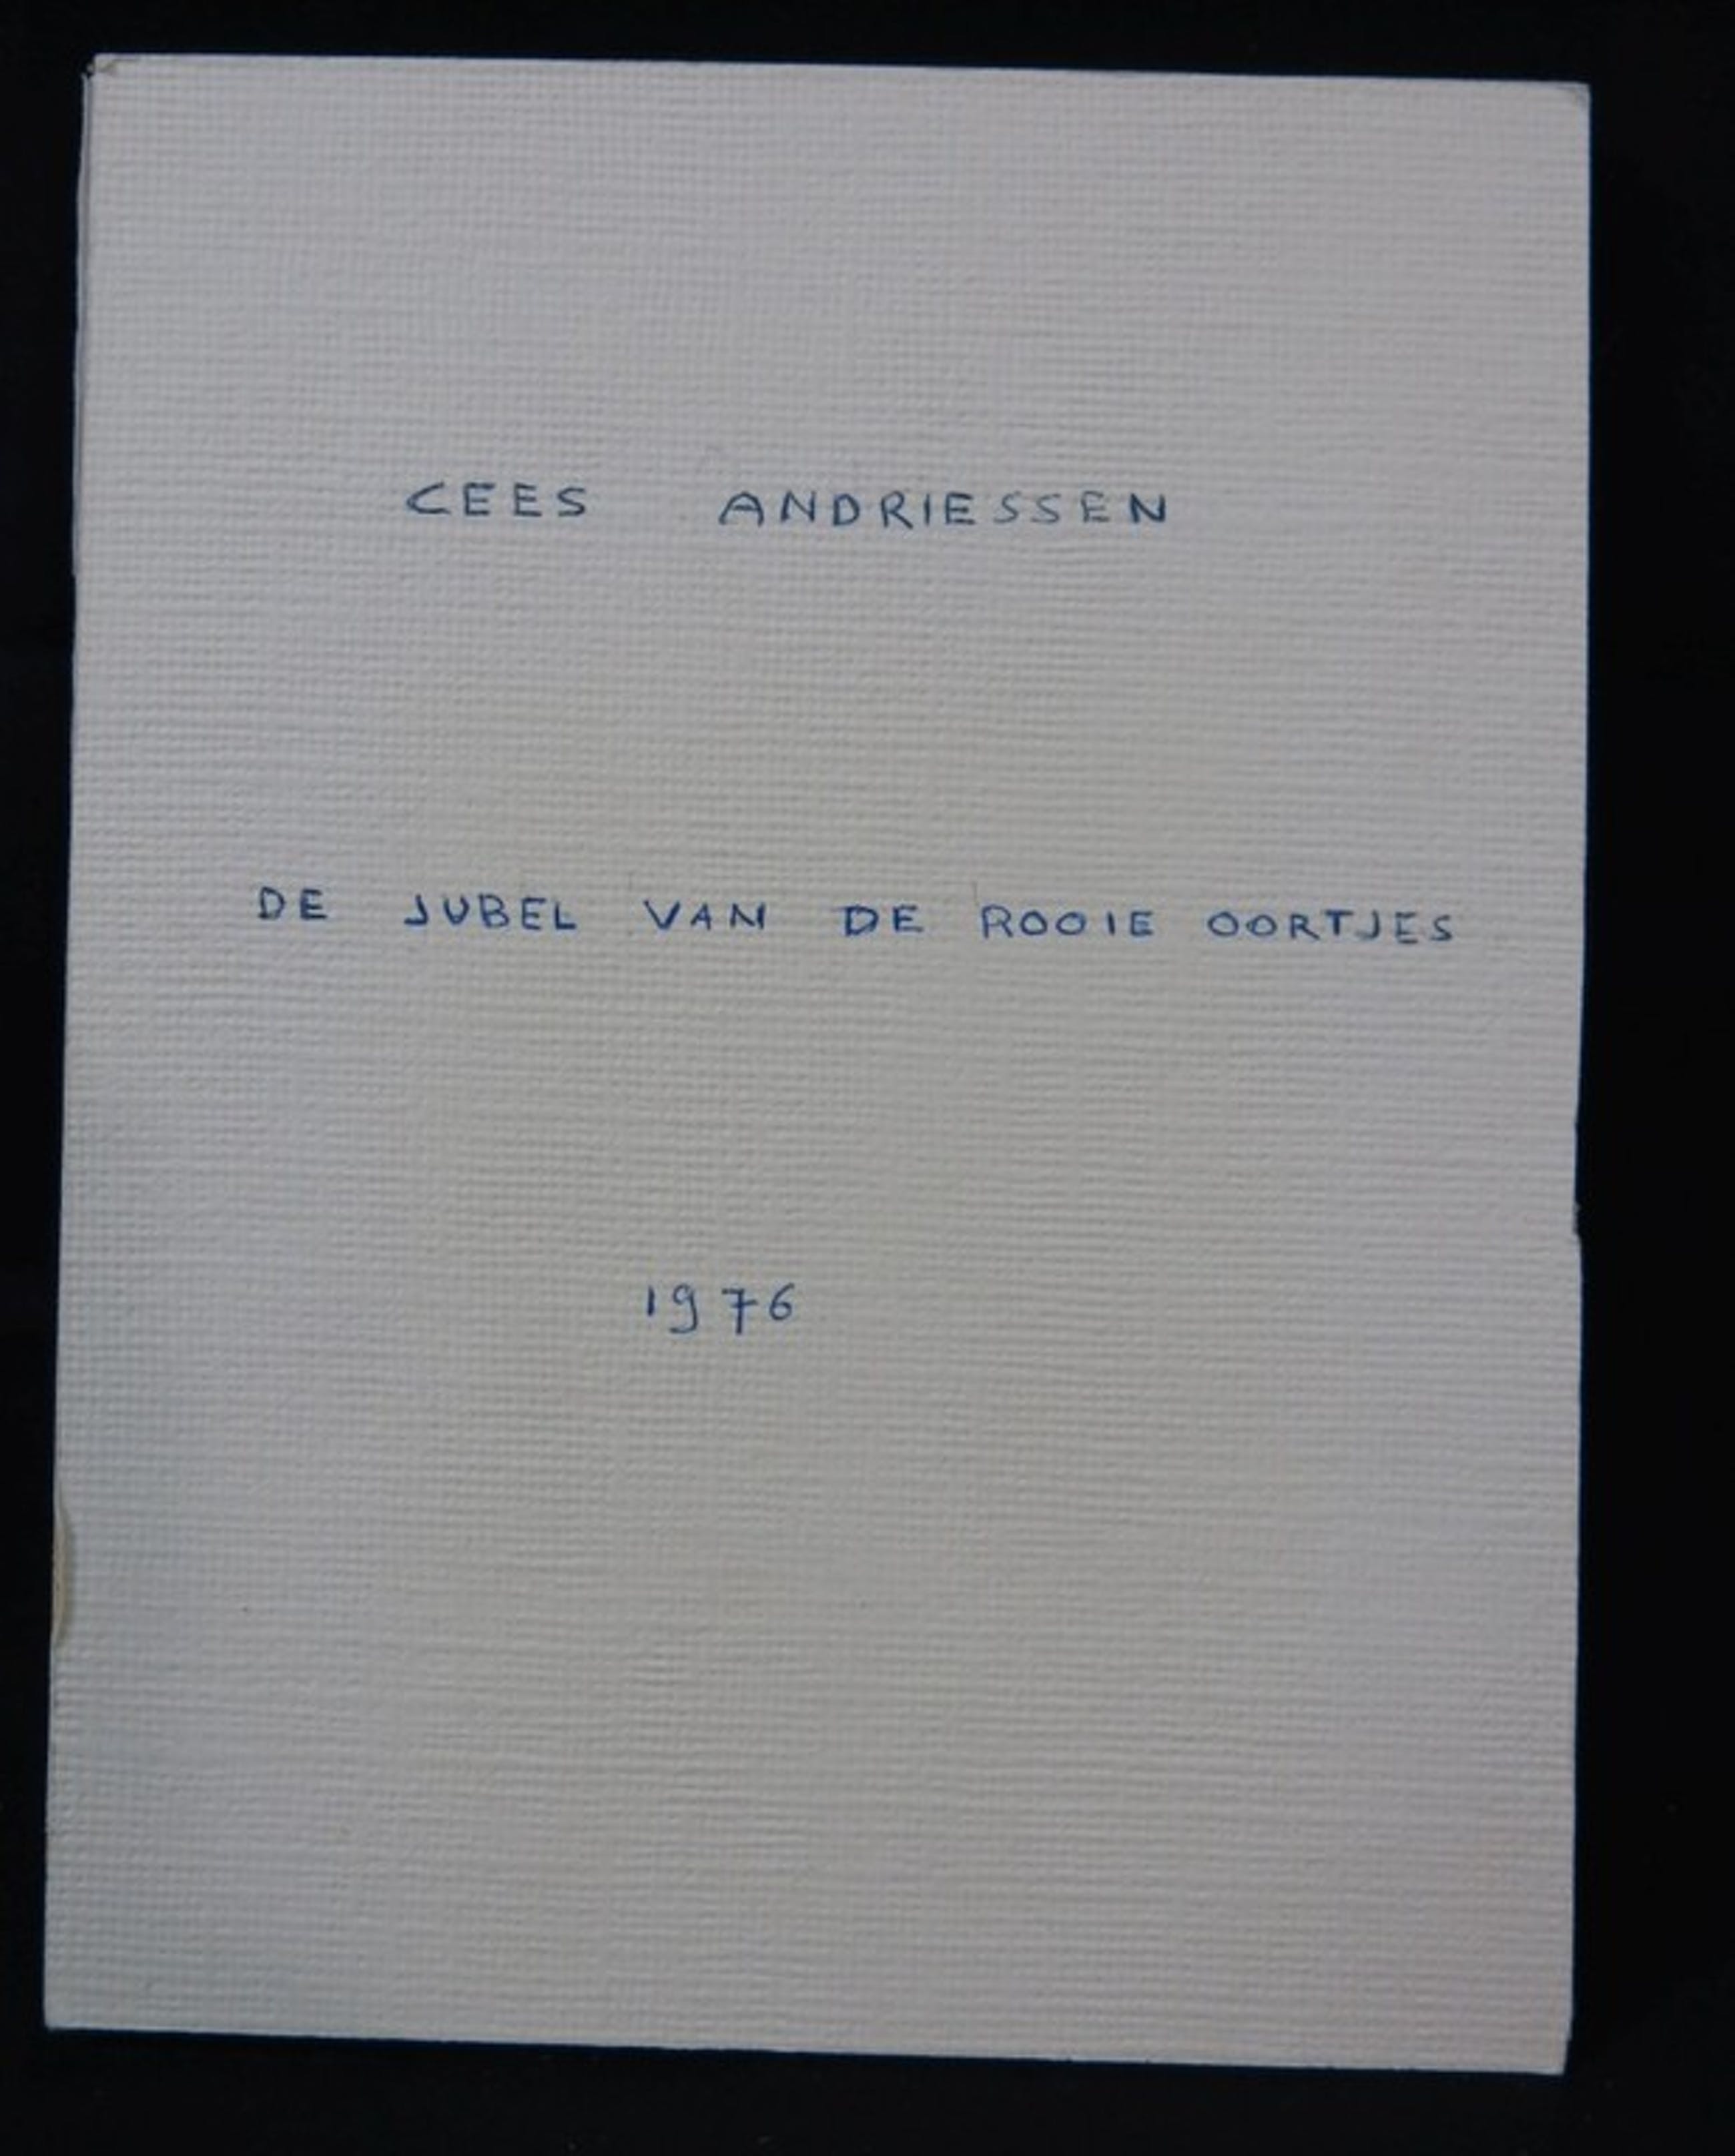 CEES ANDRIESSEN
DE JUBEL VAN DE ROOIE OORTJES
1976